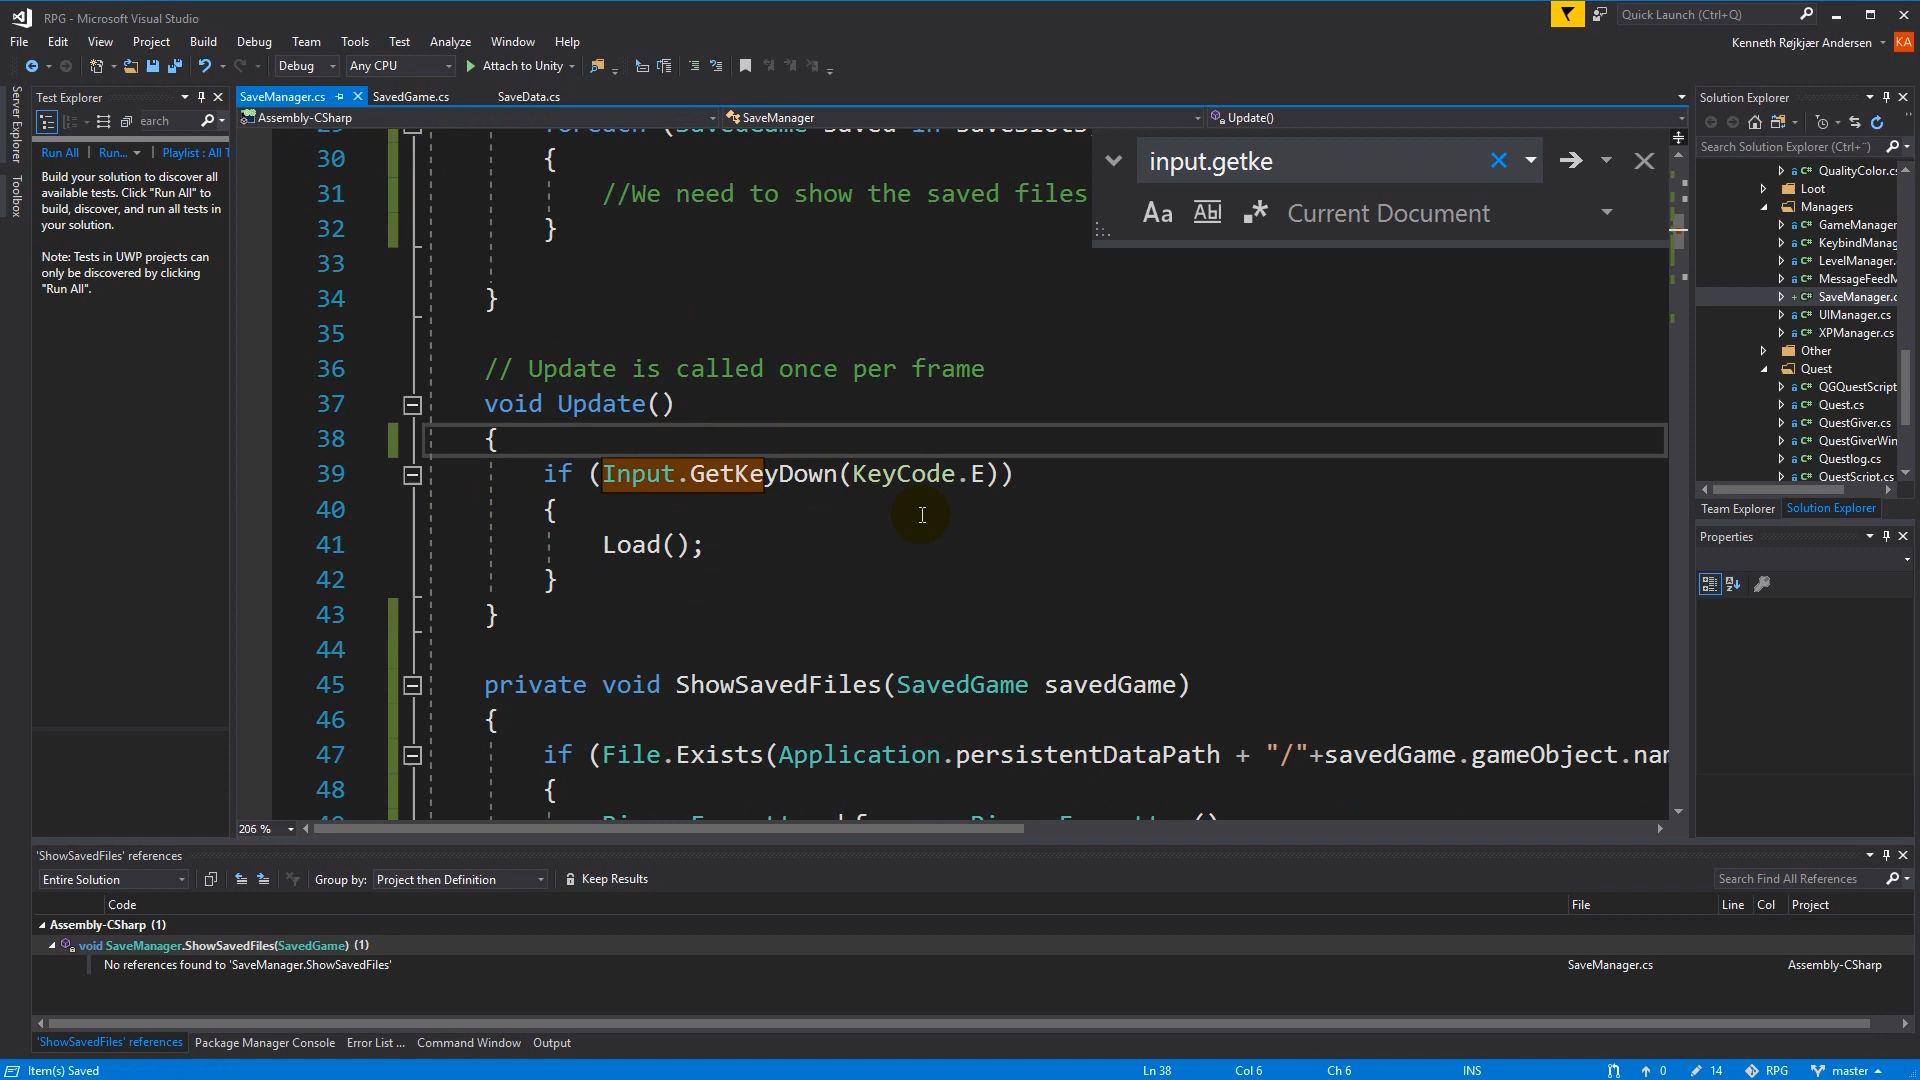 RPG - Microsoft Visual Studio
Quick Launch (Ctrl+Q)
File Edit View Project Build Debug Team Tools Test Analyze Window Help
Kenneth Røjkjær Andersen KA
Debug Any CPU Attach to Unity
Server Explorer
Toolbox
Test Explorer
earch
Run All | Run... | Playlist : All T
Build your solution to discover all
available tests. Click "Run All" to
build, discover, and run all tests in
your solution.
Note: Tests in UWP projects can
only be discovered by clicking
"Run All".
SaveManager.cs SavedGame.cs SaveData.cs
Assembly-CSharp SaveManager Update()
input.getke
Aa Abl .* Current Document
30 {
31 //We need to show the saved files
32 }
33
34 }
35
36 // Update is called once per frame
37 void Update()
38 {
39 if (Input.GetKeyDown(KeyCode.E))
40 {
41 Load();
42 }
43 }
44
45 private void ShowSavedFiles(SavedGame savedGame)
46 {
47 if (File.Exists(Application.persistentDataPath + "/"+savedGame.gameObject.nam
48 {
206 %
Solution Explorer
Search Solution Explorer (Ctrl+¨)
QualityColor.cs
Loot
Managers
GameManager
KeybindManag
LevelManager.
MessageFeedM
SaveManager.c
UIManager.cs
XPManager.cs
Other
Quest
QGQuestScript
Quest.cs
QuestGiver.cs
QuestGiverWin
Questlog.cs
QuestScript.cs
Team Explorer Solution Explorer
Properties
'ShowSavedFiles' references
Entire Solution Group by: Project then Definition Keep Results
Search Find All References
Code File Line Col Project
Assembly-CSharp (1)
void SaveManager.ShowSavedFiles(SavedGame) (1)
No references found to 'SaveManager.ShowSavedFiles' SaveManager.cs Assembly-CSharp
'ShowSavedFiles' references Package Manager Console Error List ... Command Window Output
Item(s) Saved Ln 38 Col 6 Ch 6 INS 0 14 RPG master